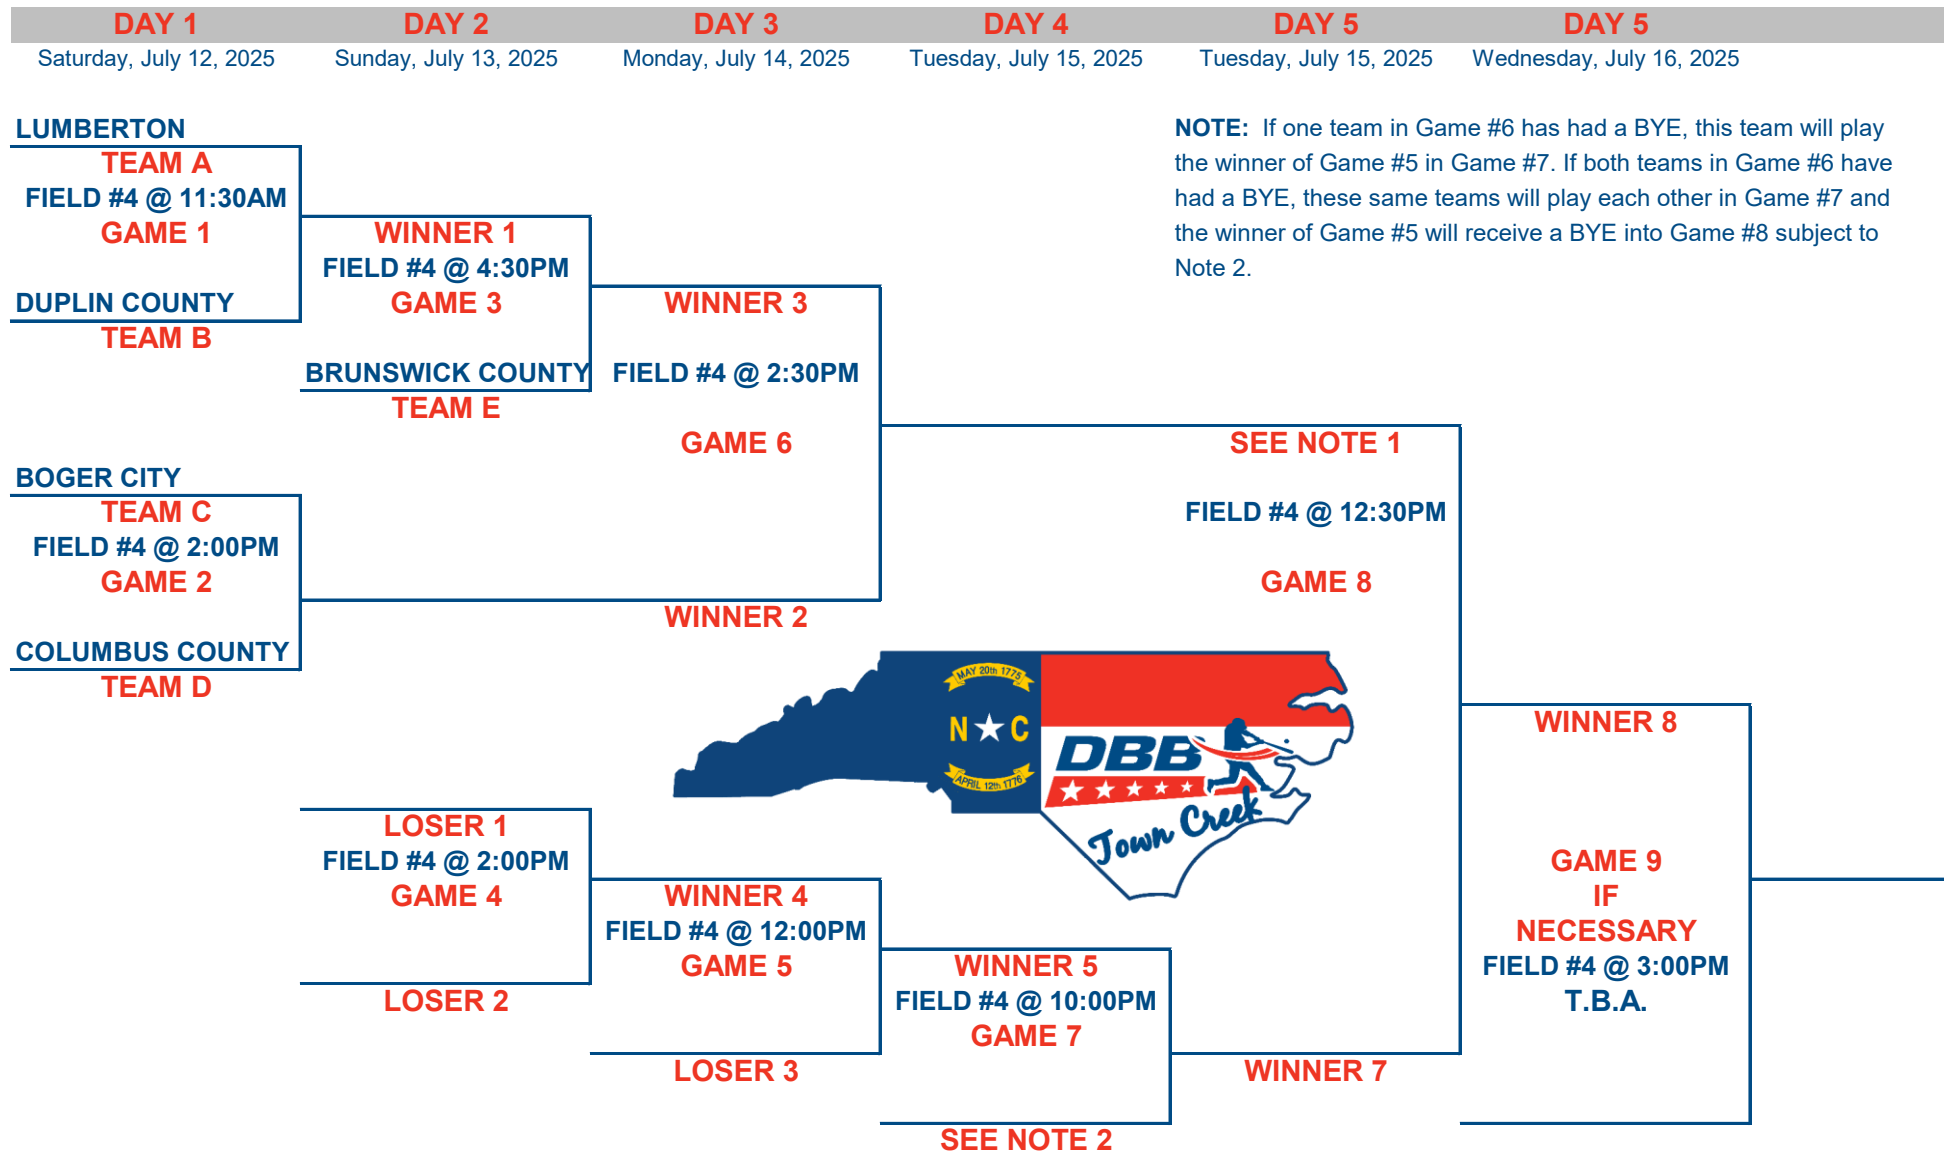 DAY 1 DAY 2 DAY 3 DAY 4 DAY 5 DAY 5
Saturday, July 12, 2025 Sunday, July 13, 2025 Monday, July 14, 2025 Tuesday, July 15, 2025 Tuesday, July 15, 2025 Wednesday, July 16, 2025
NOTE: If one team in Game #6 has had a BYE, this team will play
the winner of Game #5 in Game #7. If both teams in Game #6 have
had a BYE, these same teams will play each other in Game #7 and
the winner of Game #5 will receive a BYE into Game #8 subject to
Note 2.
LUMBERTON
TEAM A
FIELD #4 @ 11:30AM
GAME 1
DUPLIN COUNTY
TEAM B
WINNER 1
FIELD #4 @ 4:30PM
GAME 3
BRUNSWICK COUNTY
TEAM E
WINNER 3
FIELD #4 @ 2:30PM
GAME 6
WINNER 2
BOGER CITY
TEAM C
FIELD #4 @ 2:00PM
GAME 2
COLUMBUS COUNTY
TEAM D
SEE NOTE 1
FIELD #4 @ 12:30PM
GAME 8
MAY 20th 1775
N C
APRIL 12th 1776
DBB
Town Creek
LOSER 1
FIELD #4 @ 2:00PM
GAME 4
LOSER 2
WINNER 4
FIELD #4 @ 12:00PM
GAME 5
LOSER 3
WINNER 5
FIELD #4 @ 10:00PM
GAME 7
SEE NOTE 2
WINNER 7
WINNER 8
GAME 9
IF
NECESSARY
FIELD #4 @ 3:00PM
T.B.A.